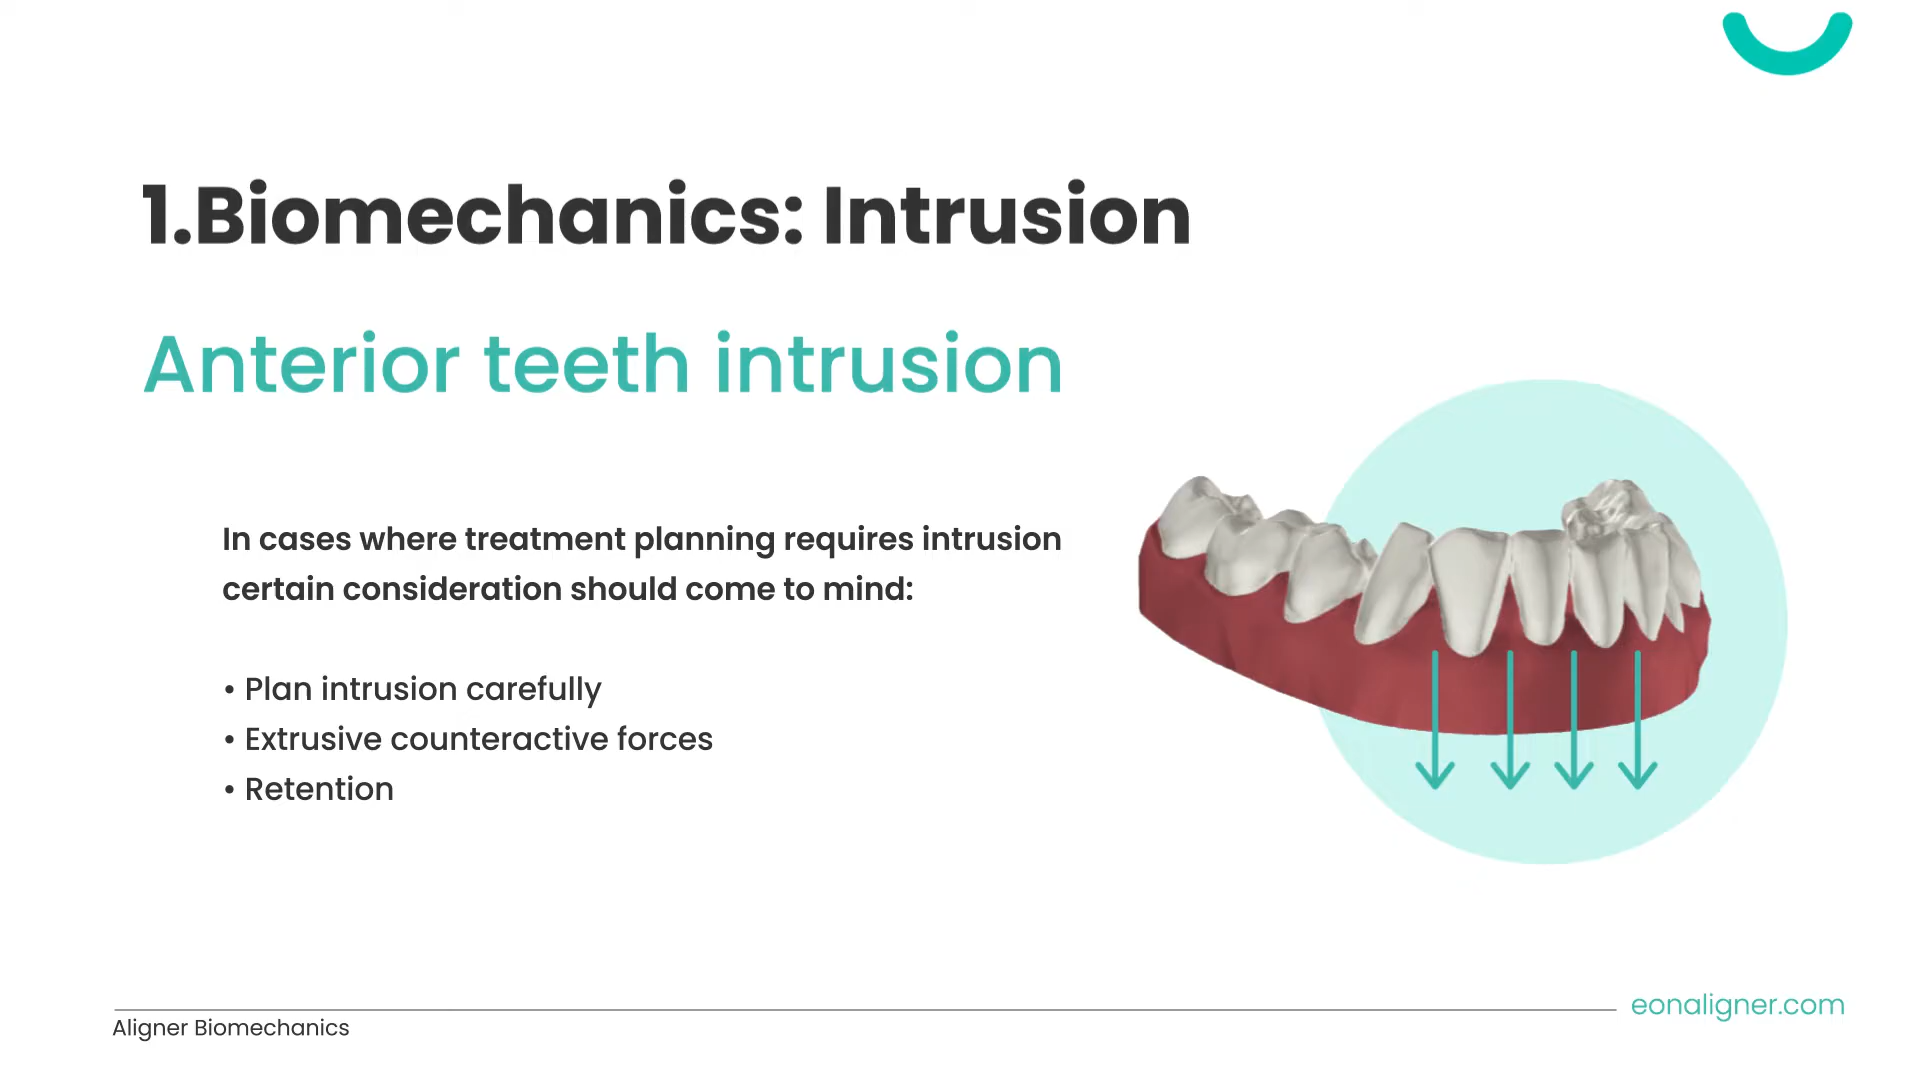 1.Biomechanics: Intrusion
Anterior teeth intrusion
In cases where treatment planning requires intrusion
certain consideration should come to mind:
• Plan intrusion carefully
• Extrusive counteractive forces
• Retention
eonaligner.com
Aligner Biomechanics